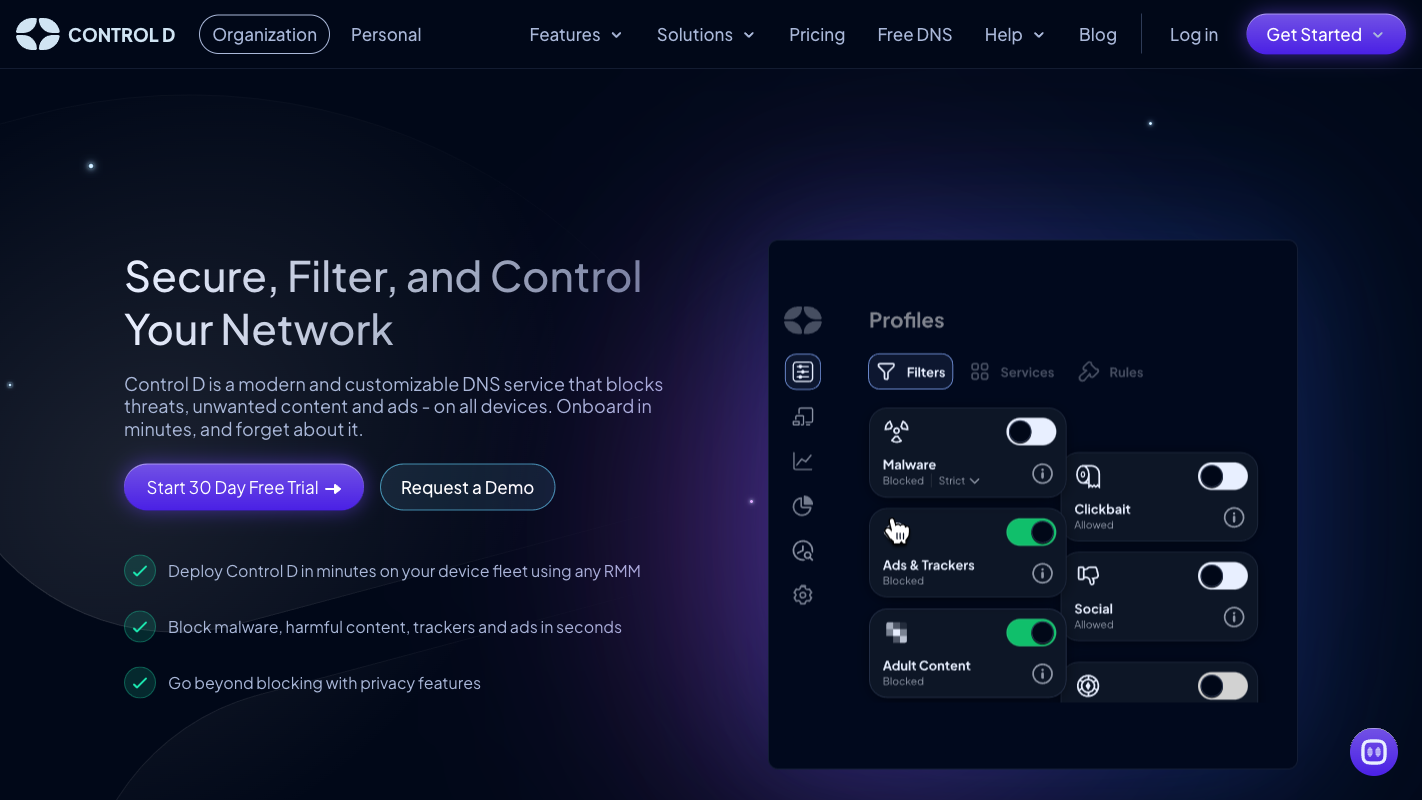 CONTROL D
Organization
Personal
Features
Solutions
Pricing
Free DNS
Help
Blog
Log in
Get Started
Secure, Filter, and Control
Your Network
Control D is a modern and customizable DNS service that blocks
threats, unwanted content and ads - on all devices. Onboard in
minutes, and forget about it.
Start 30 Day Free Trial →
Request a Demo
Deploy Control D in minutes on your device fleet using any RMM
Block malware, harmful content, trackers and ads in seconds
Go beyond blocking with privacy features
Profiles
Filters
Services
Rules
Malware
Blocked
Strict
Ads & Trackers
Blocked
Adult Content
Blocked
Clickbait
Allowed
Social
Allowed